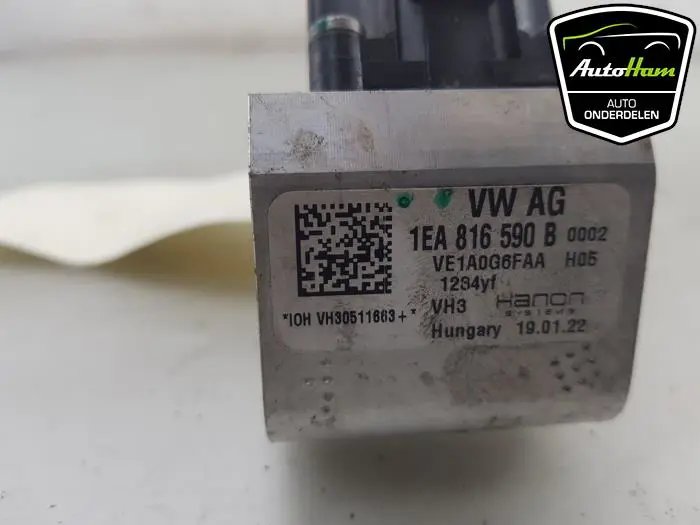 AutoHam
AUTO
ONDERDELEN
VW AG
1EA 816 590 B 0002
VE1A0G6FAA H05
1234yf
*IOH VH30511663+*
VH3 Hanon
SYSTEMS
Hungary 19.01.22